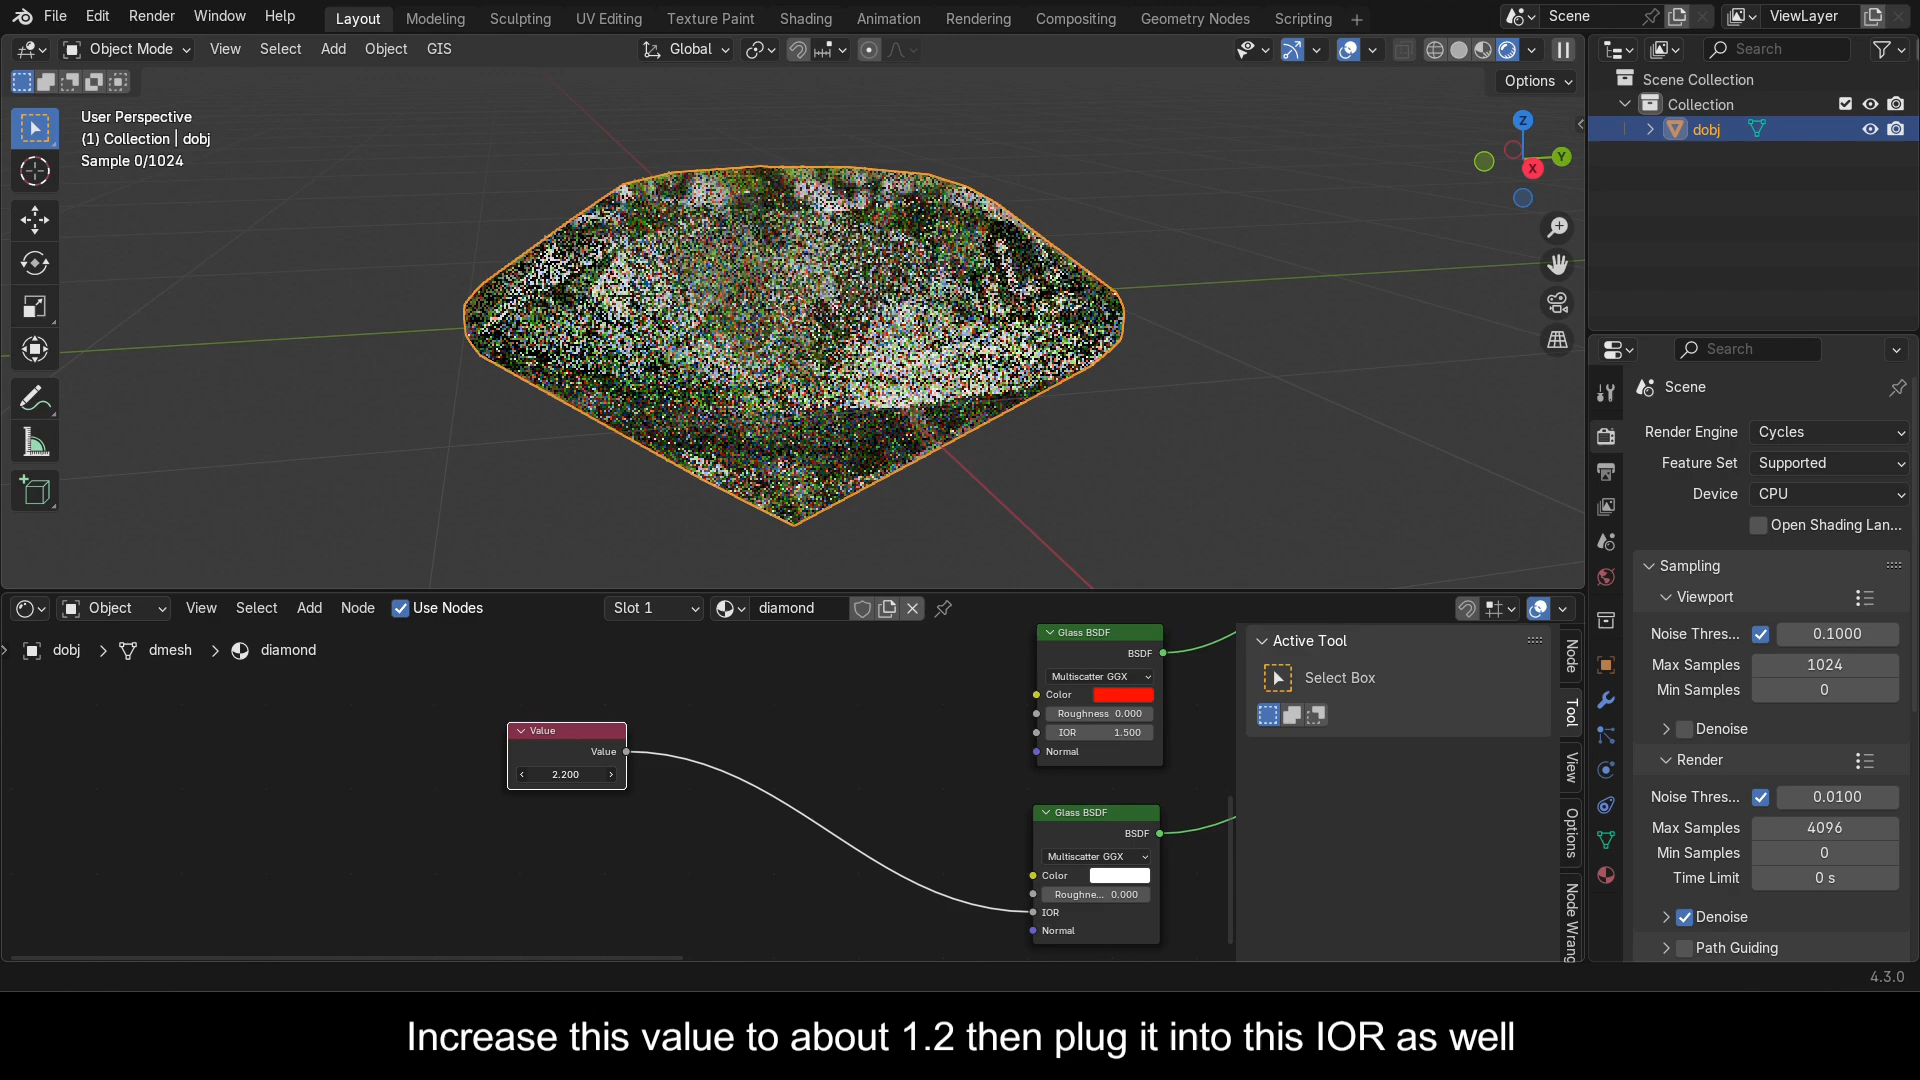 File Edit Render Window Help Layout Modeling Sculpting UV Editing Texture Paint Shading Animation Rendering Compositing Geometry Nodes Scripting Scene ViewLayer
Object Mode View Select Add Object GIS Global Search
Options
User Perspective
(1) Collection | dobj
Sample 0/1024
Z
Y
X
Scene Collection
Collection
dobj
Search
Scene
Render Engine Cycles
Feature Set Supported
Device CPU
Open Shading Lan...
Sampling
Viewport
Noise Thres... 0.1000
Max Samples 1024
Min Samples 0
Denoise
Render
Noise Thres... 0.0100
Max Samples 4096
Min Samples 0
Time Limit 0 s
Denoise
Path Guiding
Object View Select Add Node Use Nodes Slot 1 diamond
dobj dmesh diamond
Value
Value
2.200
Glass BSDF
BSDF
Multiscatter GGX
Color
Roughness 0.000
IOR 1.500
Normal
Glass BSDF
BSDF
Multiscatter GGX
Color
Roughne... 0.000
IOR
Normal
Active Tool
Select Box
Node
Tool
View
Options
Node Wrang
4.3.0
Increase this value to about 1.2 then plug it into this IOR as well